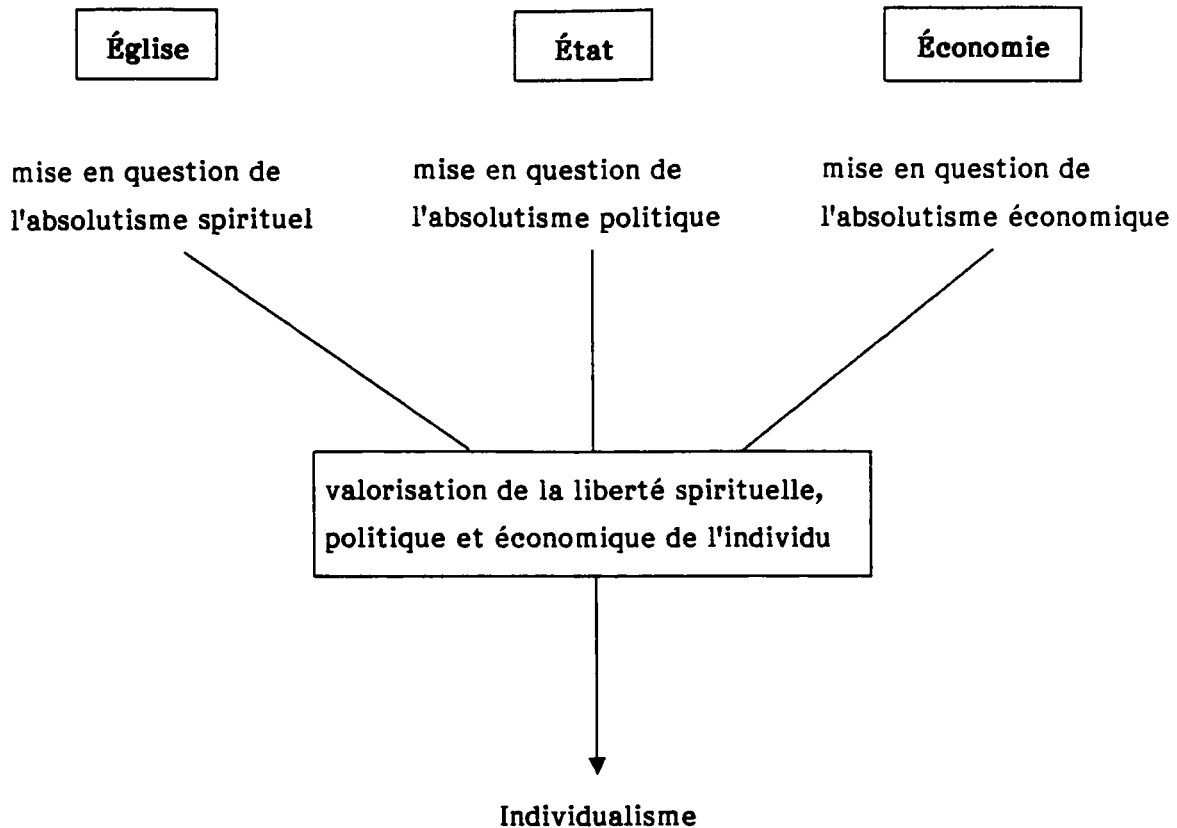 Église
État
Économie
mise en question de
l'absolutisme spirituel
mise en question de
l'absolutisme politique
mise en question de
l'absolutisme économique
valorisation de la liberté spirituelle,
politique et économique de l'individu
Individualisme